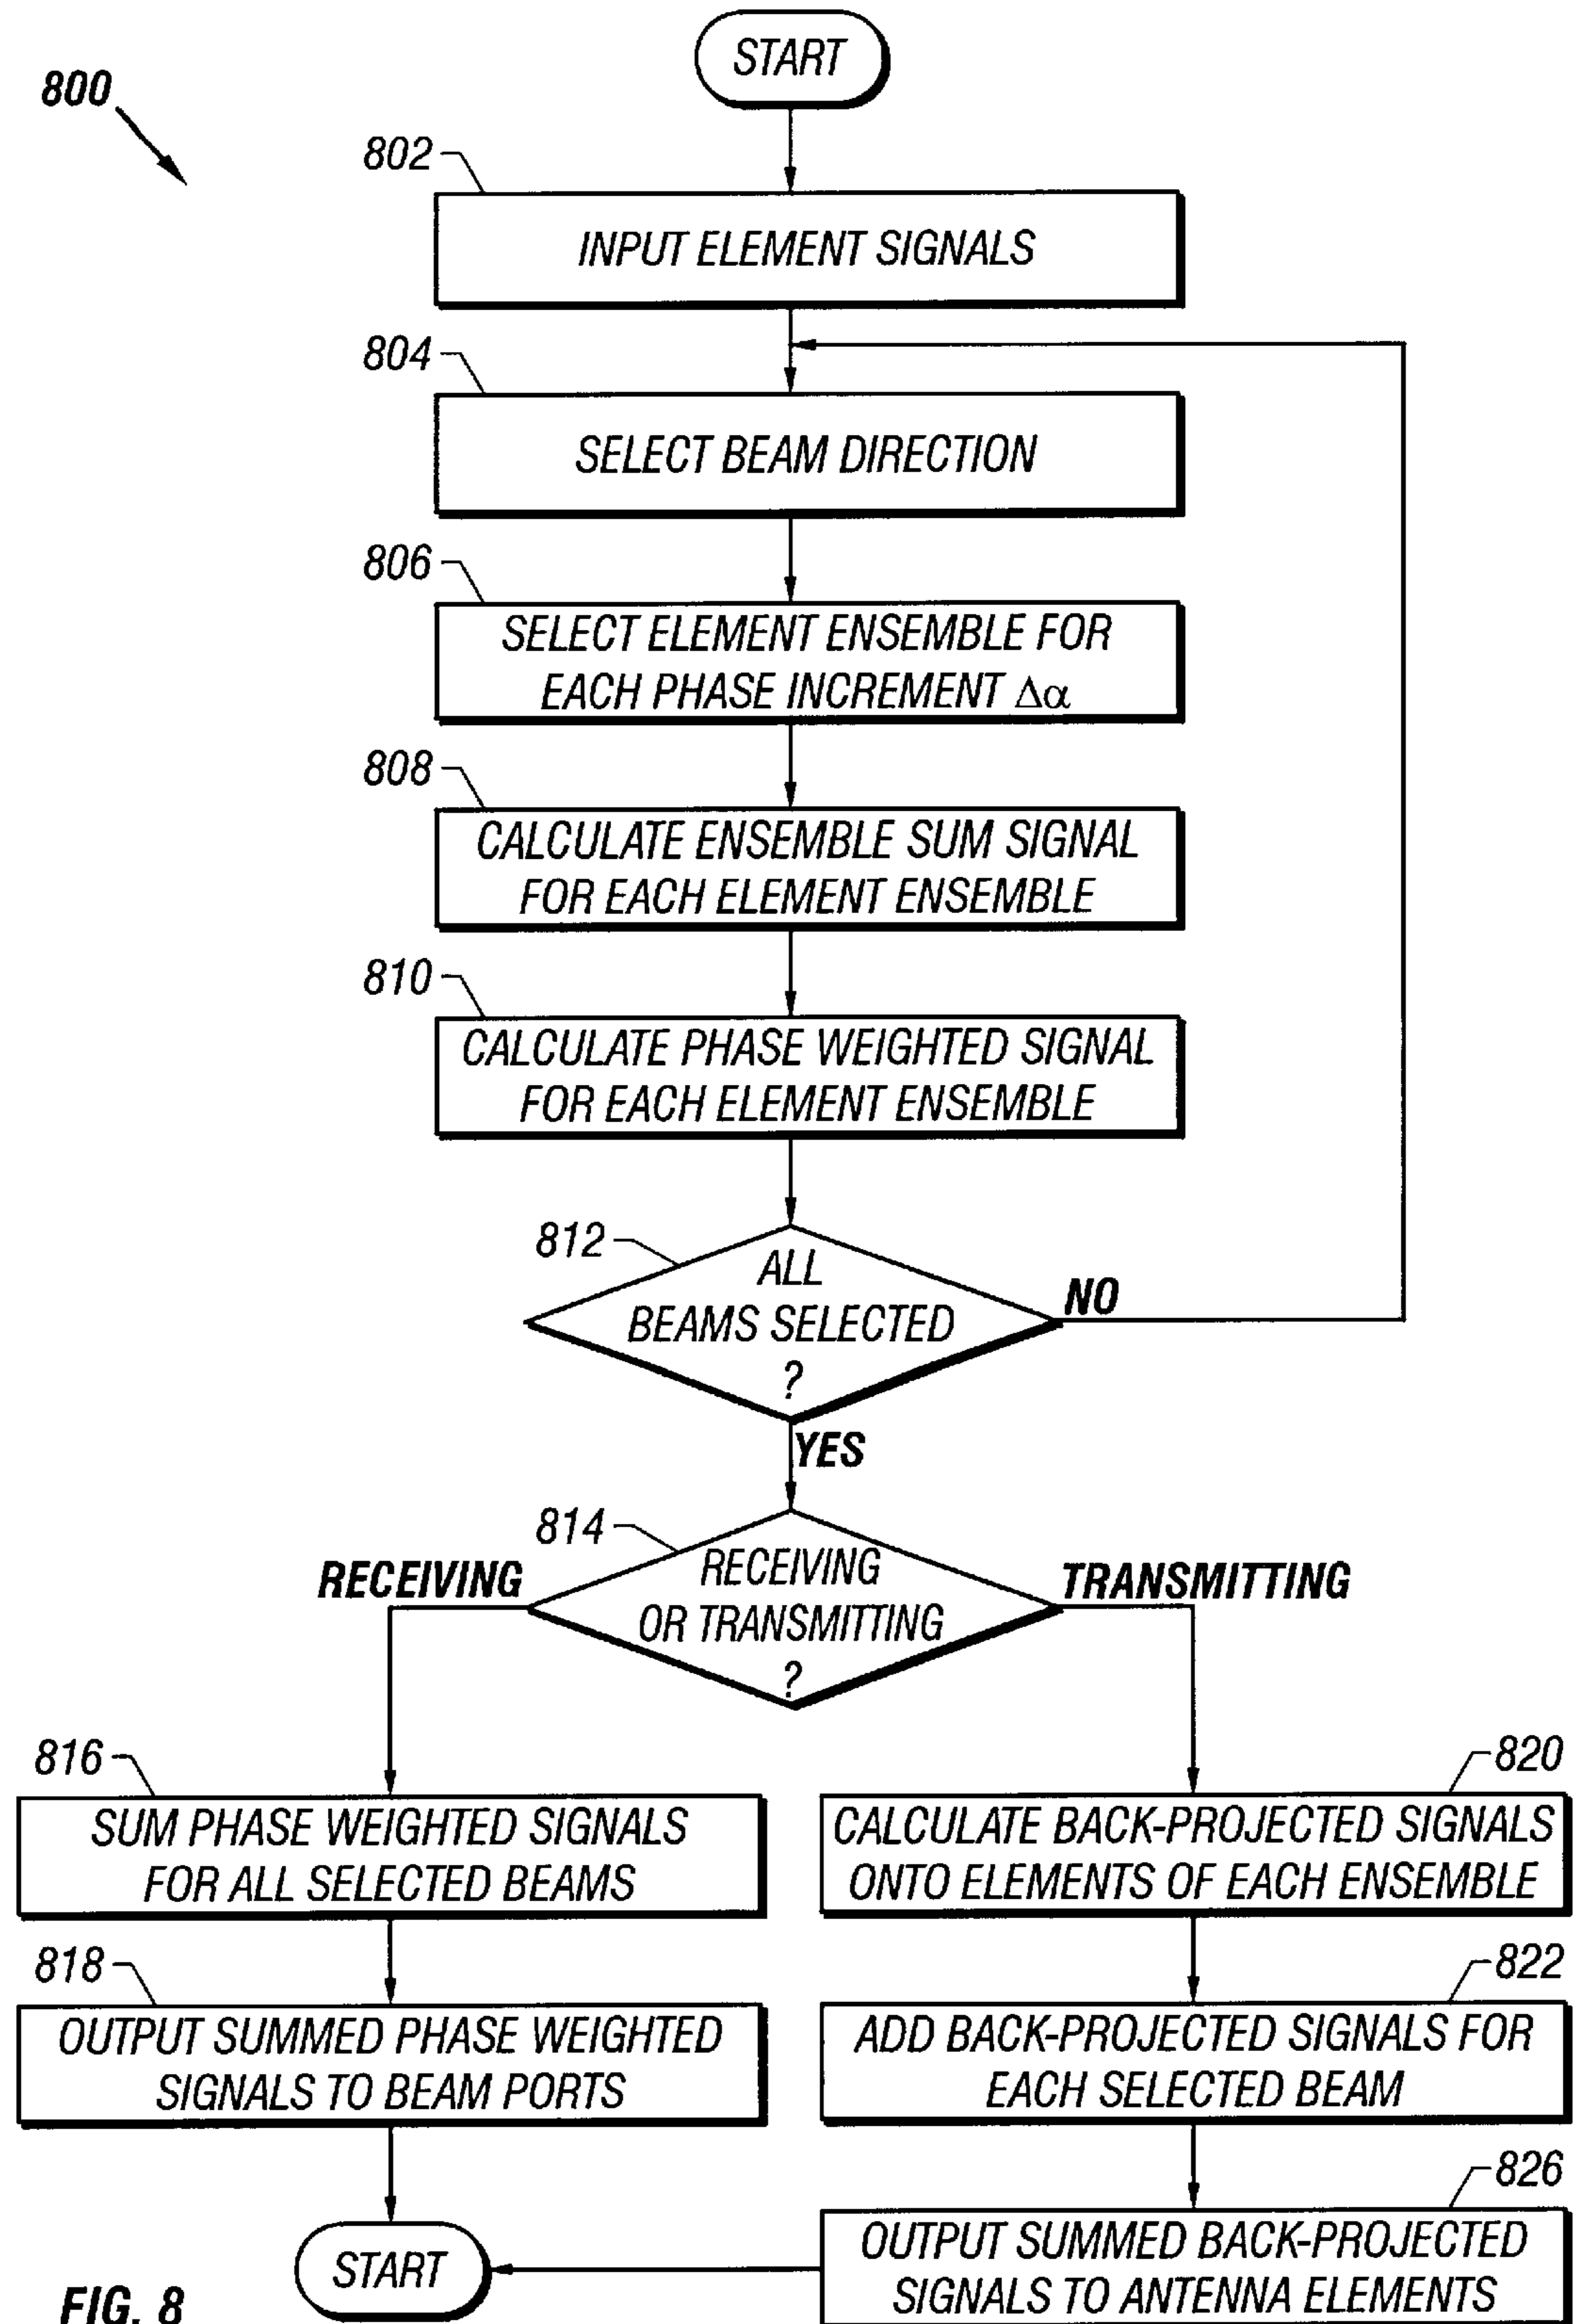 START
800
802
INPUT ELEMENT SIGNALS
804
SELECT BEAM DIRECTION
806
SELECT ELEMENT ENSEMBLE FOR
EACH PHASE INCREMENT Δα
808
CALCULATE ENSEMBLE SUM SIGNAL
FOR EACH ELEMENT ENSEMBLE
810
CALCULATE PHASE WEIGHTED SIGNAL
FOR EACH ELEMENT ENSEMBLE
812
ALL
BEAMS SELECTED
?
NO
YES
814
RECEIVING
OR TRANSMITTING
?
RECEIVING
TRANSMITTING
816
SUM PHASE WEIGHTED SIGNALS
FOR ALL SELECTED BEAMS
818
OUTPUT SUMMED PHASE WEIGHTED
SIGNALS TO BEAM PORTS
START
820
CALCULATE BACK-PROJECTED SIGNALS
ONTO ELEMENTS OF EACH ENSEMBLE
822
ADD BACK-PROJECTED SIGNALS FOR
EACH SELECTED BEAM
826
OUTPUT SUMMED BACK-PROJECTED
SIGNALS TO ANTENNA ELEMENTS
FIG. 8